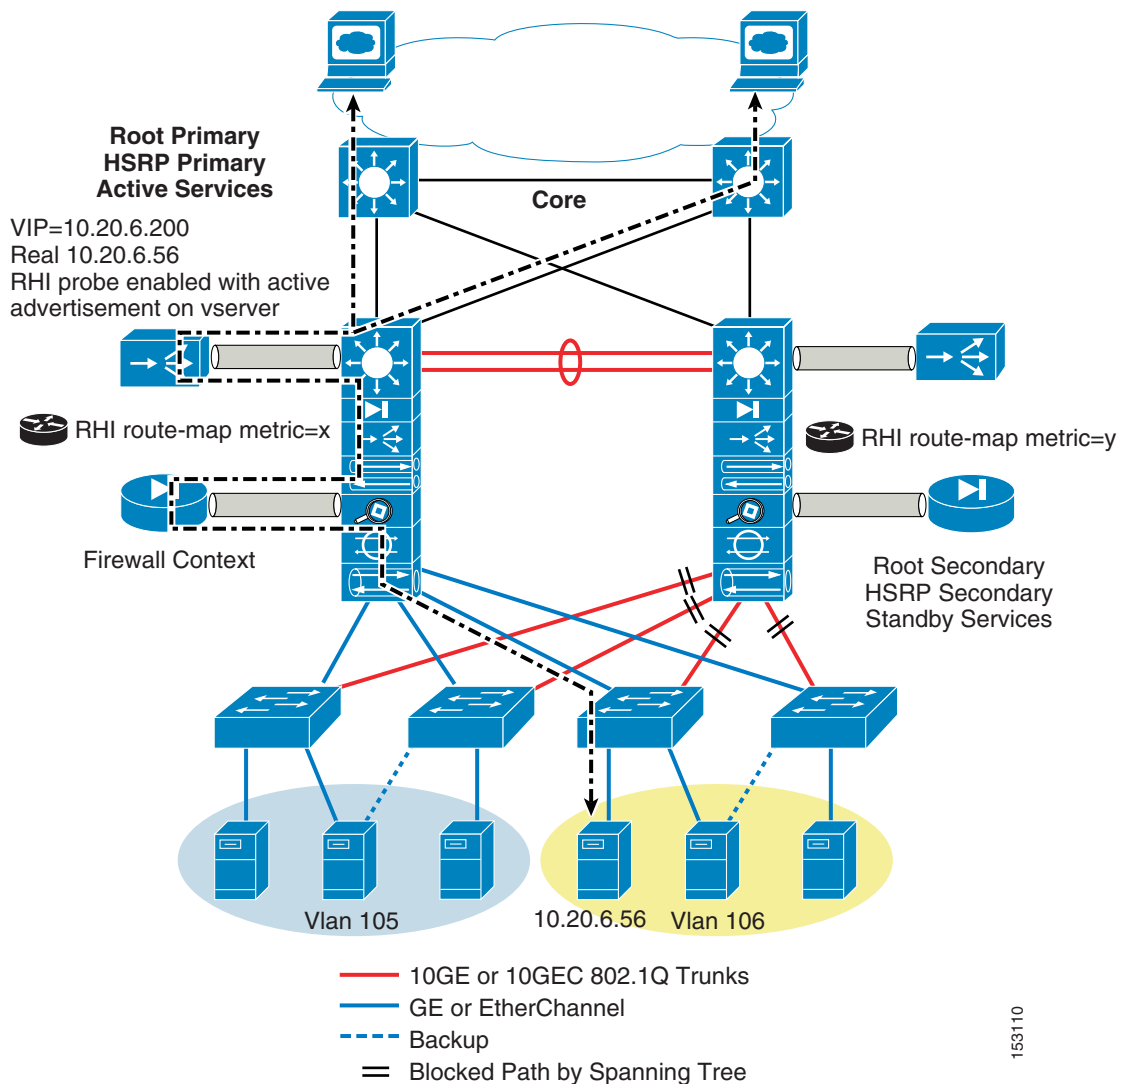 Root Primary
HSRP Primary
Active Services
Core
VIP=10.20.6.200
Real 10.20.6.56
RHI probe enabled with active
advertisement on vserver
RHI route-map metric=x
RHI route-map metric=y
Firewall Context
Root Secondary
HSRP Secondary
Standby Services
Vlan 105
10.20.6.56
Vlan 106
10GE or 10GEC 802.1Q Trunks
GE or EtherChannel
Backup
Blocked Path by Spanning Tree
153110